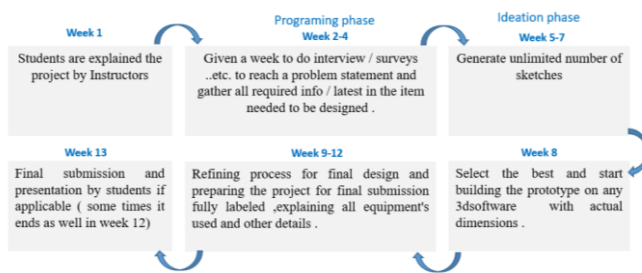 Week 1
Students are explained the
project by Instructors
Programing phase
Week 2-4
Given a week to do interview / surveys
..etc. to reach a problem statement and
gather all required info / latest in the item
needed to be designed .
Ideation phase
Week 5-7
Generate unlimited number of
sketches
Week 8
Select the best and start
building the prototype on any
3dsoftware with actual
dimensions .
Week 9-12
Refining process for final design and
preparing the project for final submission
fully labeled ,explaining all equipment's
used and other details .
Week 13
Final submission and
presentation by students if
applicable ( some times it
ends as well in week 12)